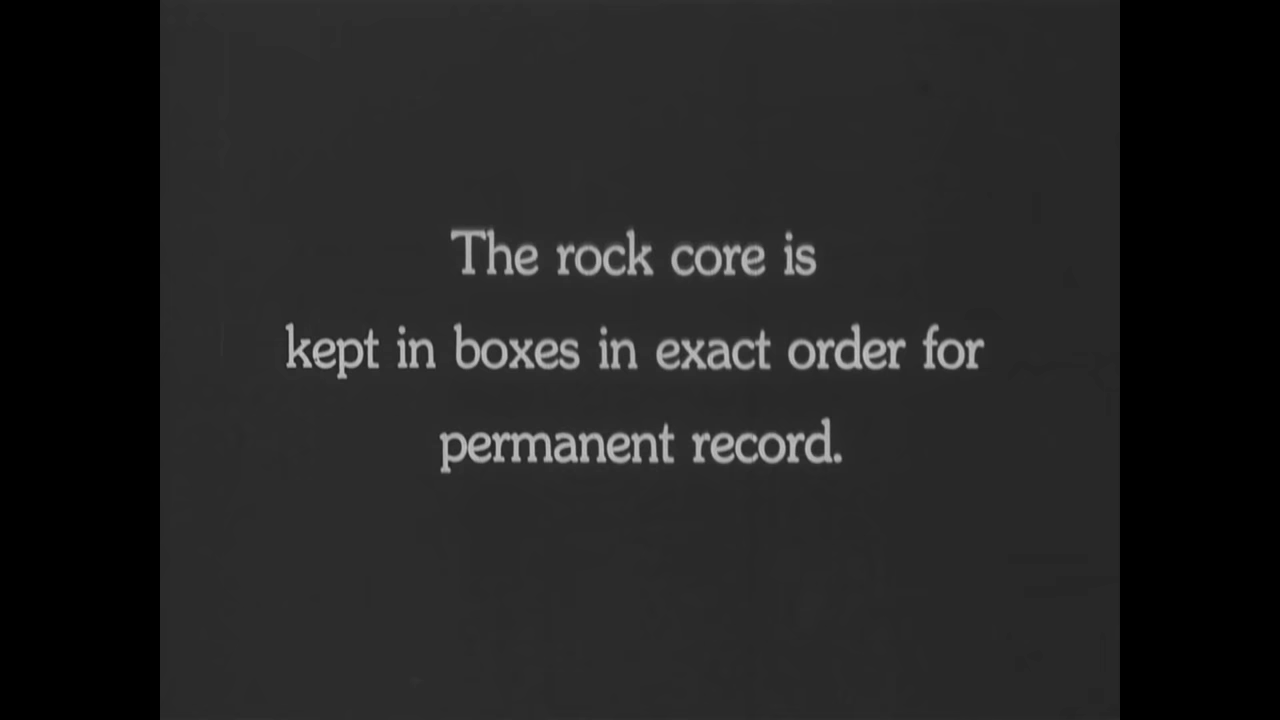 The rock core is
kept in boxes in exact order for
permanent record.